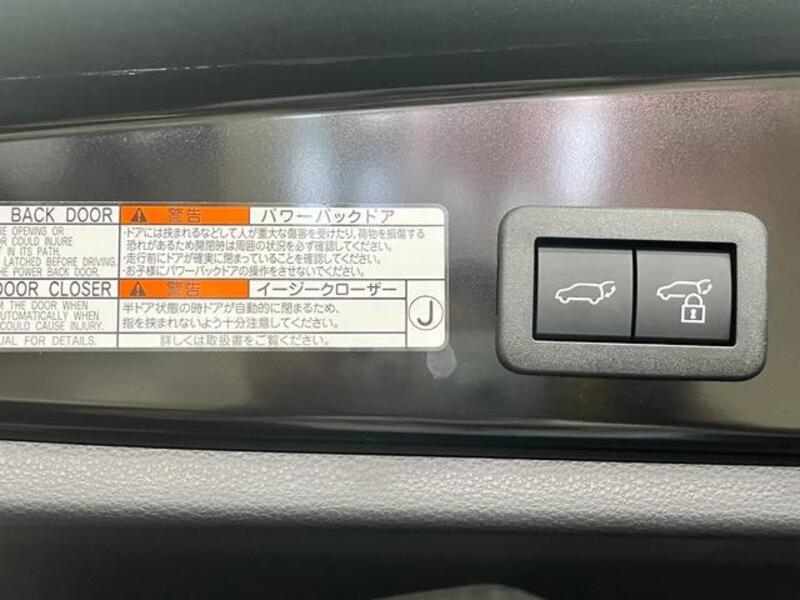 BACK DOOR
警告
パワーバックドア
HE OPENING OR
OR COULD INJURE
T IN ITS PATH.
LATCHED BEFORE DRIVING.
THE POWER BACK DOOR.
・ドアには挟まれるなどして人が重大な傷害を受けたり、荷物を損傷する
恐れがあるため開閉時は周囲の状況を必ず確認してください。
・走行前にドアが確実に閉まっていることを確認してください。
・お子様にパワーバックドアの操作をさせないでください。
DOOR CLOSER
警告
イージークローザー
M THE DOOR WHEN
AUTOMATICALLY WHEN
COULD CAUSE INJURY.
半ドア状態の時ドアが自動的に閉まるため、
指を挟まれないよう十分注意してください。
J
UAL FOR DETAILS.
詳しくは取扱書をご覧ください。